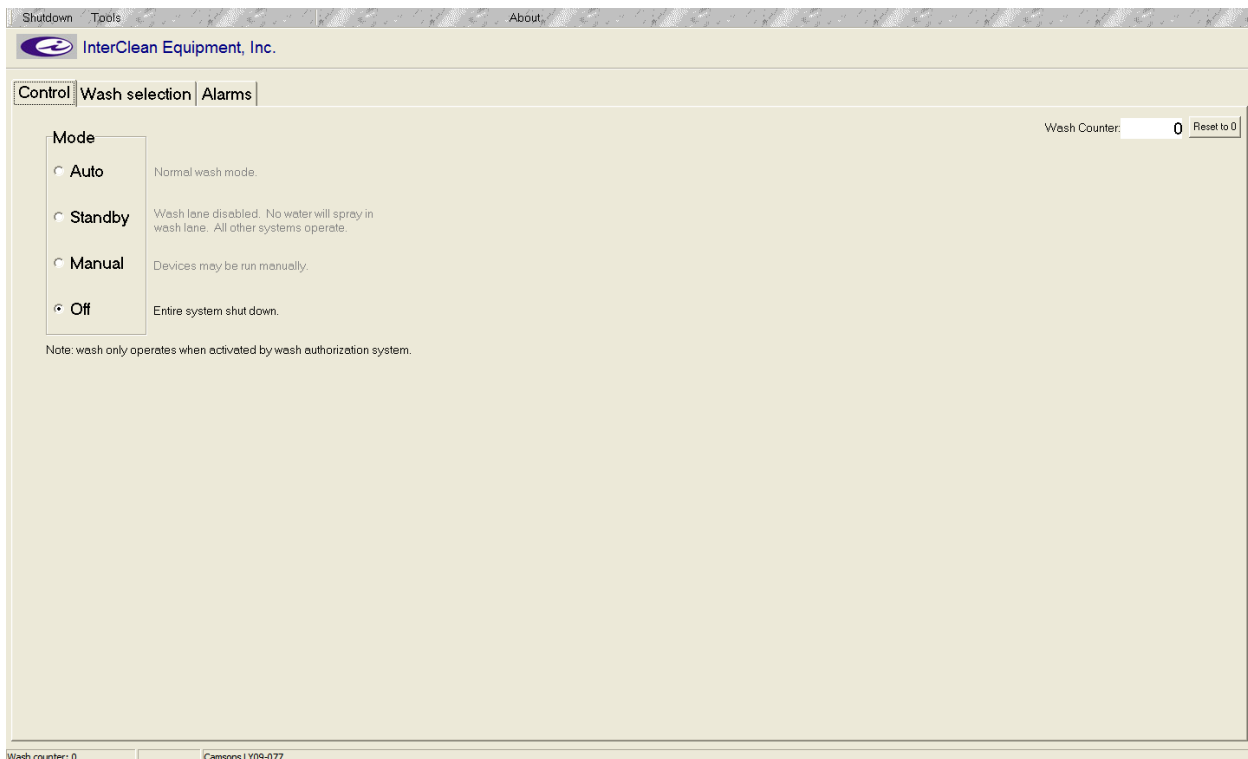 Shutdown Tools About
InterClean Equipment, Inc.
Control Wash selection Alarms
Wash Counter: 0 Reset to 0
Mode
Auto Normal wash mode.
Standby Wash lane disabled. No water will spray in
wash lane. All other systems operate.
Manual Devices may be run manually.
Off Entire system shut down.
Note: wash only operates when activated by wash authorization system.
Wash counter: 0 Camsons LY09-077